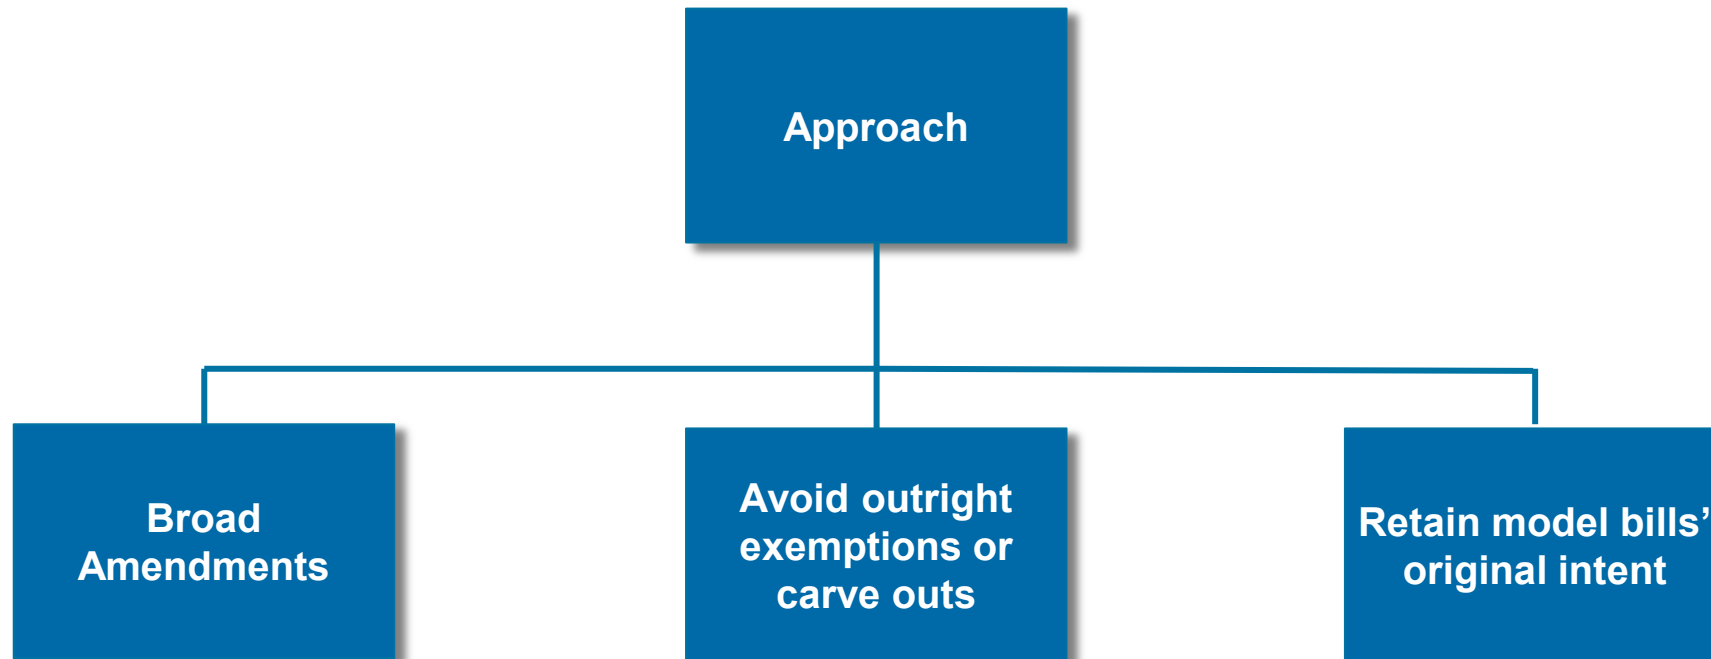 Approach
Broad
Amendments
Avoid outright
exemptions or
carve outs
Retain model bills’
original intent